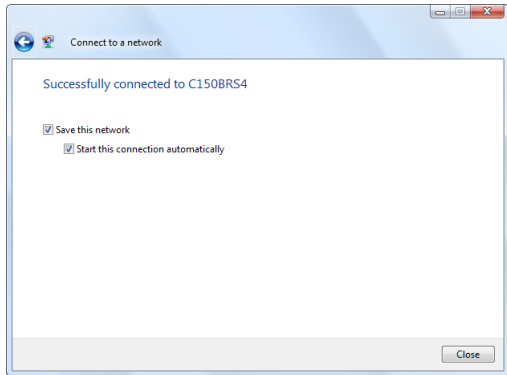 Connect to a network
Successfully connected to C150BRS4
Save this network
Start this connection automatically
Close